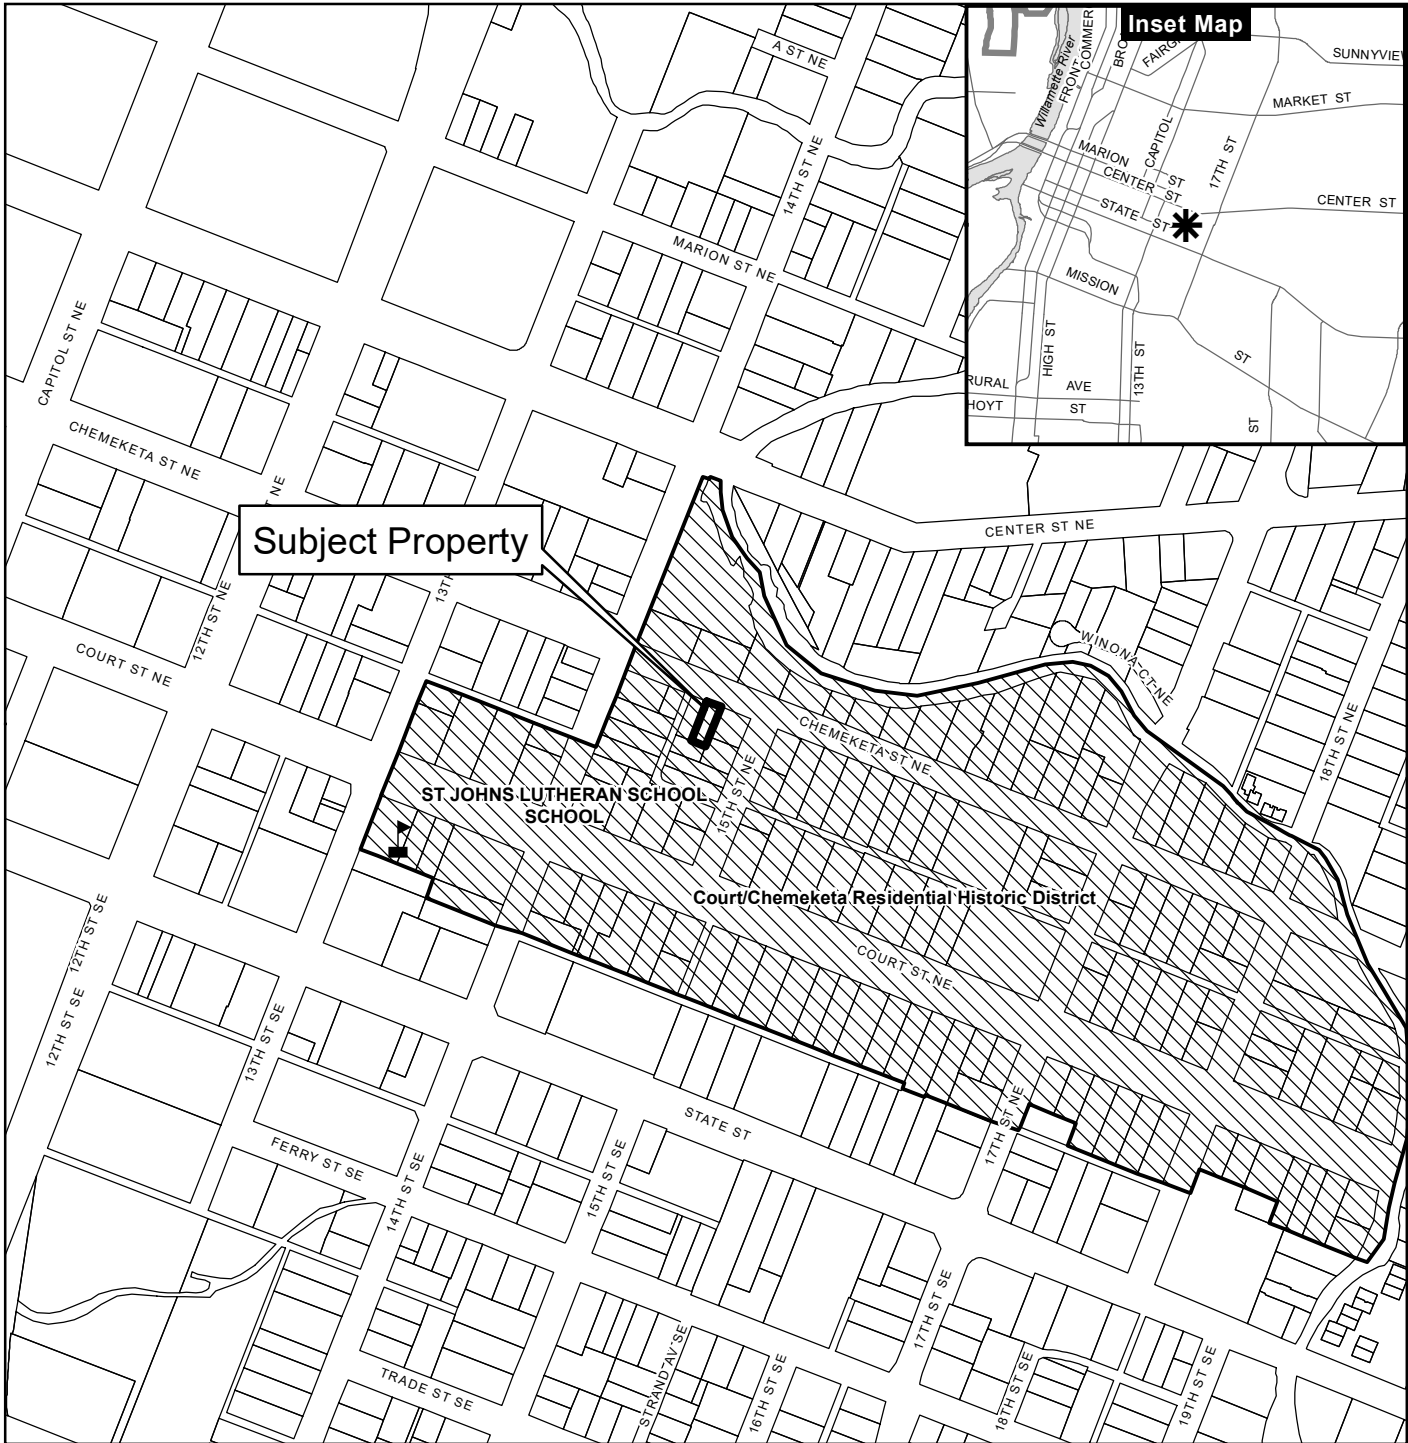 Inset Map
SUNNYVIE
MARKET ST
CENTER ST
Willamette River
FRONT
COMMER
BRO
FAIRG
CAPITOL
17TH ST
MARION ST
CENTER ST
STATE ST
MISSION
ST
HIGH ST
13TH ST
RURAL AVE
HOYT ST
ST
A ST NE
14TH ST NE
MARION ST NE
CAPITOL ST NE
CHEMEKETA ST NE
NE
Subject Property
13TH
CENTER ST NE
12TH ST NE
COURT ST NE
WINONA CT NE
18TH ST NE
CHEMEKETA ST NE
15TH ST NE
ST JOHNS LUTHERAN SCHOOL
SCHOOL
Court/Chemeketa Residential Historic District
COURT ST NE
12TH ST SE
12TH ST SE
13TH ST SE
STATE ST
17TH ST NE
FERRY ST SE
14TH ST SE
15TH ST SE
17TH ST SE
TRADE ST SE
STRAND AV SE
16TH ST SE
18TH ST SE
19TH ST SE